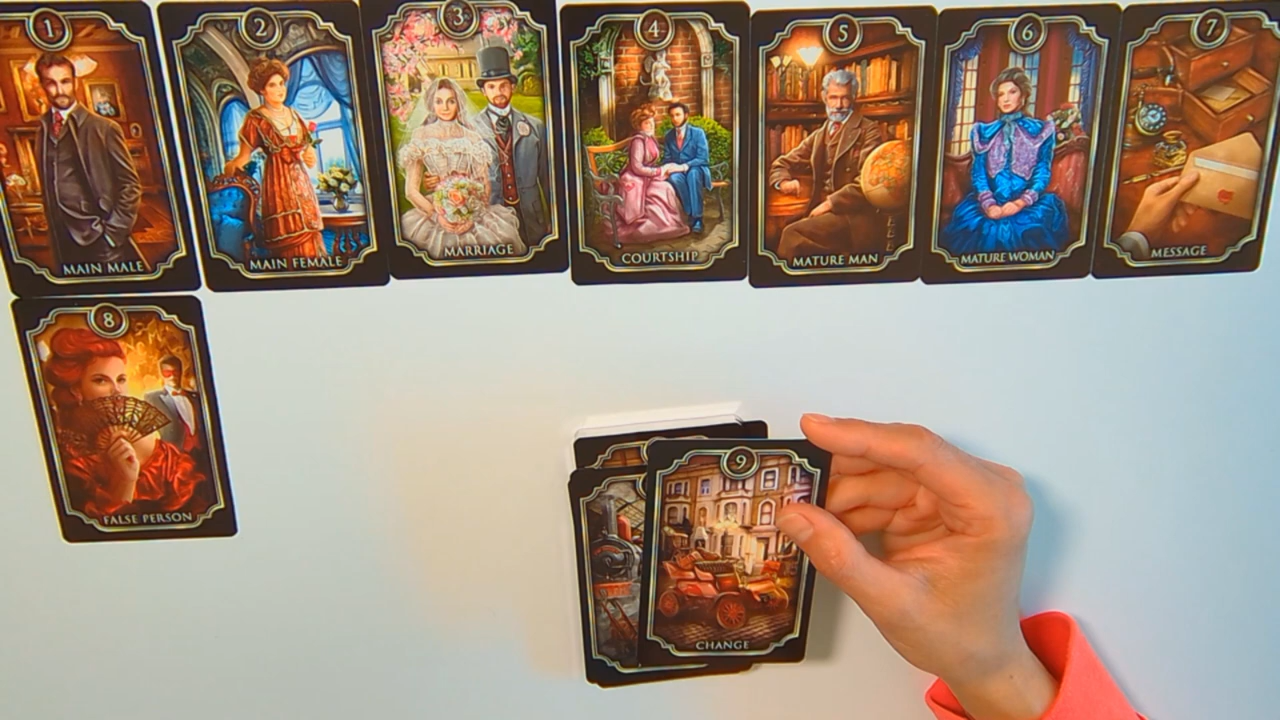 1
MAIN MALE
2
MAIN FEMALE
3
MARRIAGE
4
COURTSHIP
5
MATURE MAN
6
MATURE WOMAN
7
MESSAGE
8
FALSE PERSON
9
CHANGE